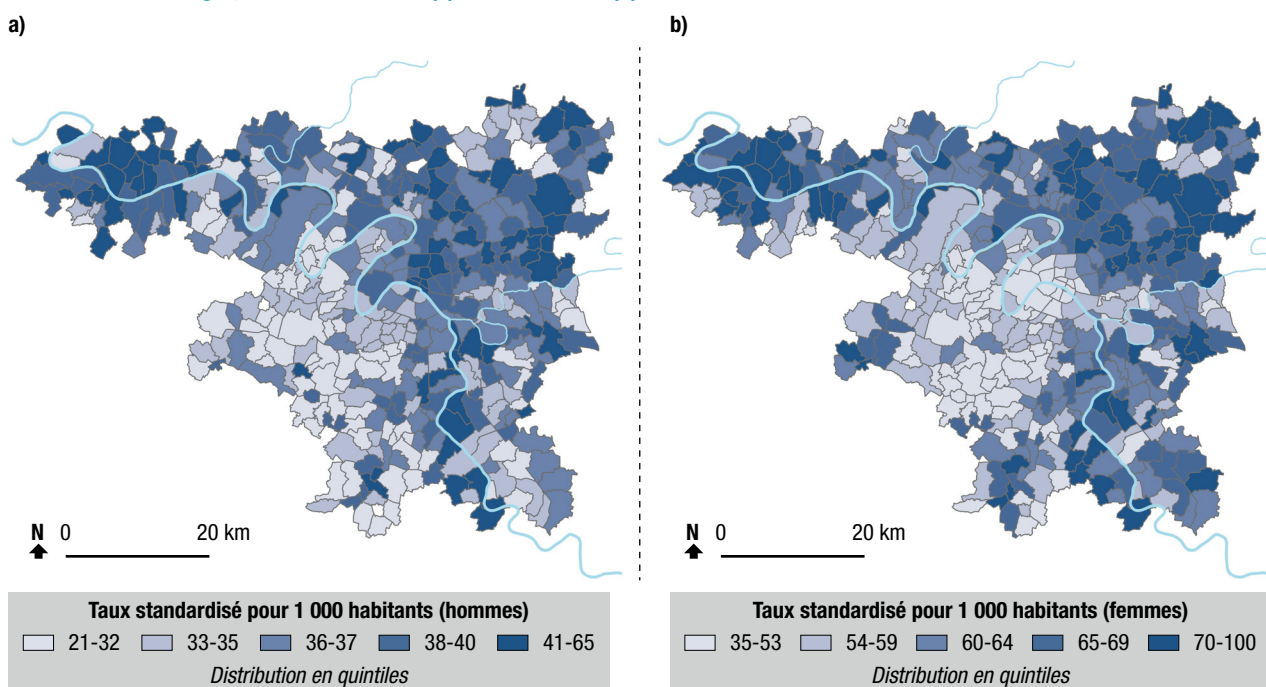 a)
b)
N 0 20 km
N 0 20 km
Taux standardisé pour 1 000 habitants (hommes)
21-32 33-35 36-37 38-40 41-65
Distribution en quintiles
Taux standardisé pour 1 000 habitants (femmes)
35-53 54-59 60-64 65-69 70-100
Distribution en quintiles